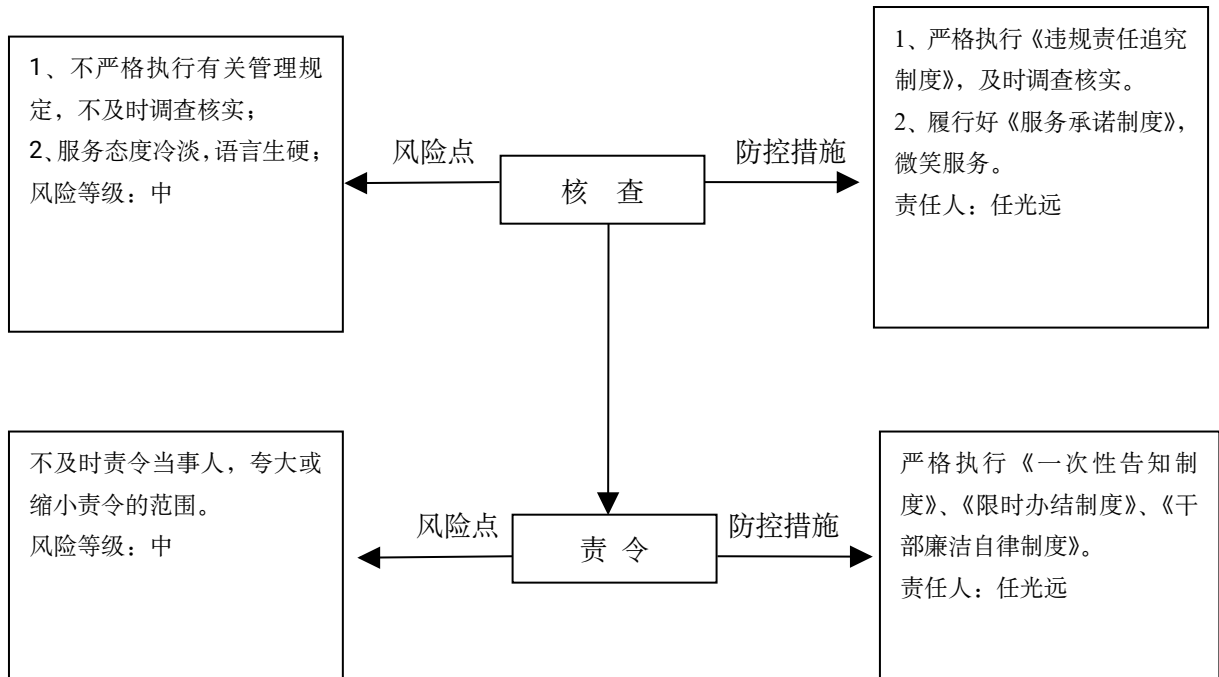 1、不严格执行有关管理规
定，不及时调查核实；
2、服务态度冷淡，语言生硬；
风险等级：中
风险点
核 查
防控措施
1、严格执行《违规责任追究
制度》，及时调查核实。
2、履行好《服务承诺制度》，
微笑服务。
责任人：任光远
不及时责令当事人，夸大或
缩小责令的范围。
风险等级：中
风险点
责 令
防控措施
严格执行《一次性告知制
度》、《限时办结制度》、《干
部廉洁自律制度》。
责任人：任光远